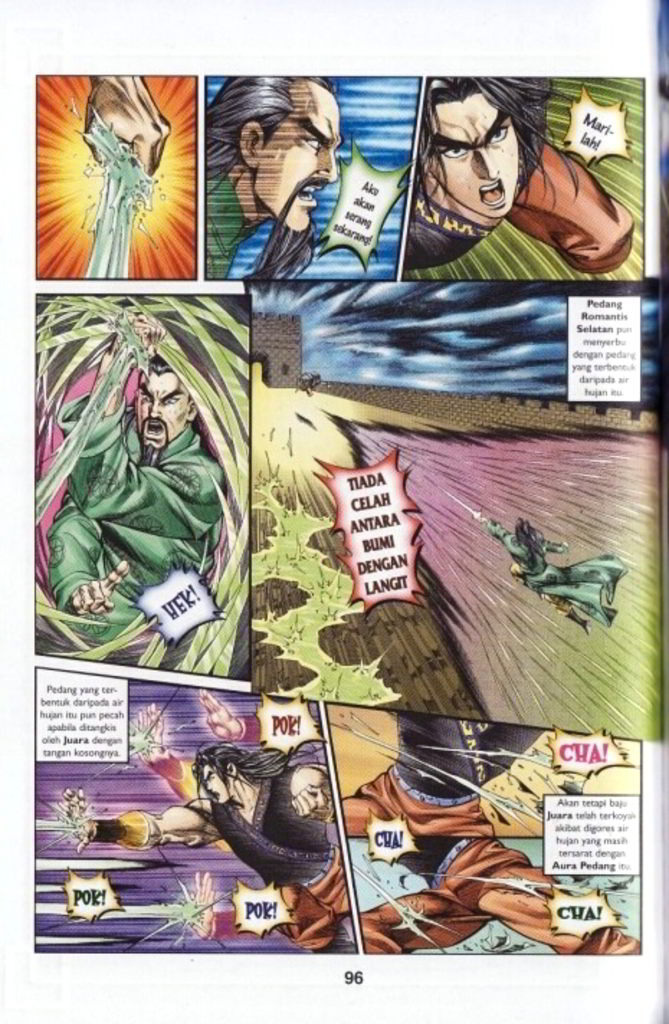 Aku
akan
serang
sekarang!
Mari-
lah!
HEK!
Pedang
Romantis
Selatan pun
menyerbu
dengan pedang
yang terbentuk
daripada air
hujan itu.
TIADA
CELAH
ANTARA
BUMI
DENGAN
LANGIT
Pedang yang ter-
bentuk daripada air
hujan itu pun pecah
apabila ditangkis
oleh Juara dengan
tangan kosongnya.
POK!
POK!
POK!
CHA!
Akan tetapi baju
Juara telah terkoyak
akibat digores air
hujan yang masih
tersarat dengan
Aura Pedang itu.
CHA!
CHA!
96